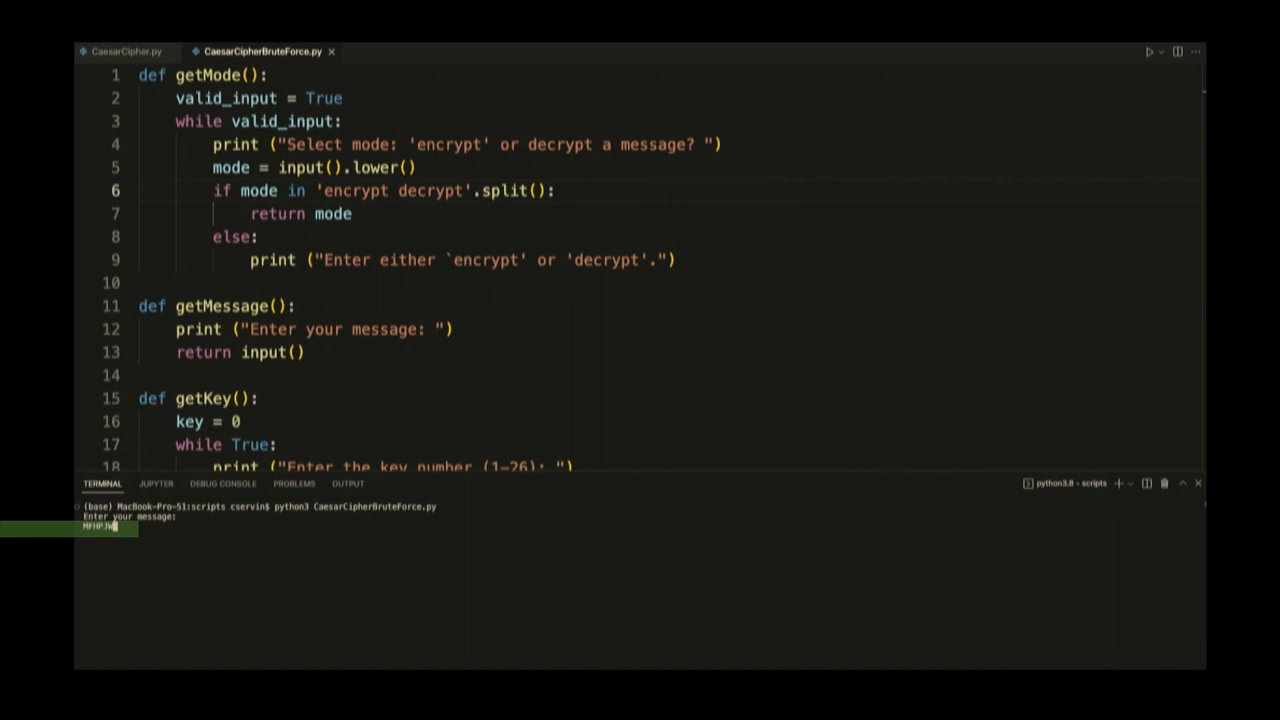 CaesarCipher.py CaesarCipherBruteForce.py
1 def getMode():
2 valid_input = True
3 while valid_input:
4 print ("Select mode: 'encrypt' or decrypt a message? ")
5 mode = input().lower()
6 if mode in 'encrypt decrypt'.split():
7 return mode
8 else:
9 print ("Enter either `encrypt' or 'decrypt'.")
10
11 def getMessage():
12 print ("Enter your message: ")
13 return input()
14
15 def getKey():
16 key = 0
17 while True:
18 print ("Enter the key number (1-26): ")
TERMINAL JUPYTER DEBUG CONSOLE PROBLEMS OUTPUT python3.8 - scripts
(base) MacBook-Pro-51:scripts cservin$ python3 CaesarCipherBruteForce.py
Enter your message:
MFHPJW